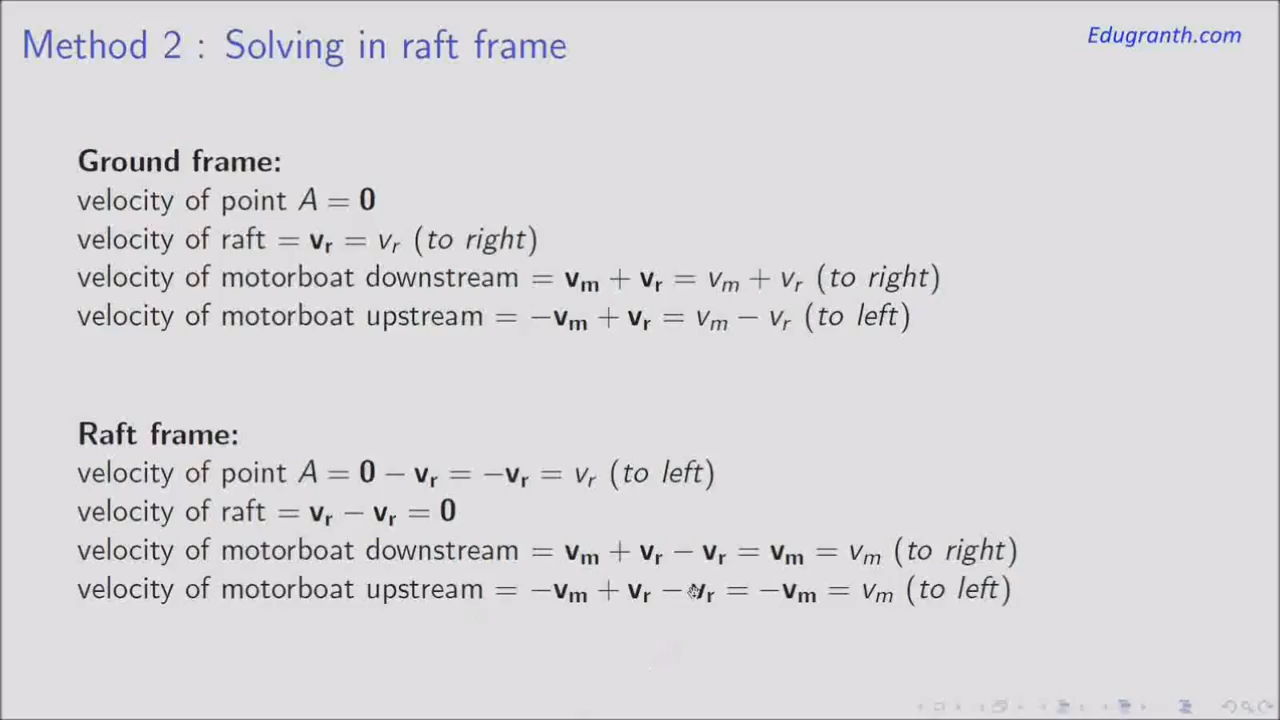 Method 2 : Solving in raft frame
Edugranth.com
Ground frame:
velocity of point A = 0
velocity of raft = vr = vr (to right)
velocity of motorboat downstream = vm + vr = vm + vr (to right)
velocity of motorboat upstream = −vm + vr = vm − vr (to left)
Raft frame:
velocity of point A = 0 − vr = −vr = vr (to left)
velocity of raft = vr − vr = 0
velocity of motorboat downstream = vm + vr − vr = vm = vm (to right)
velocity of motorboat upstream = −vm + vr − vr = −vm = vm (to left)